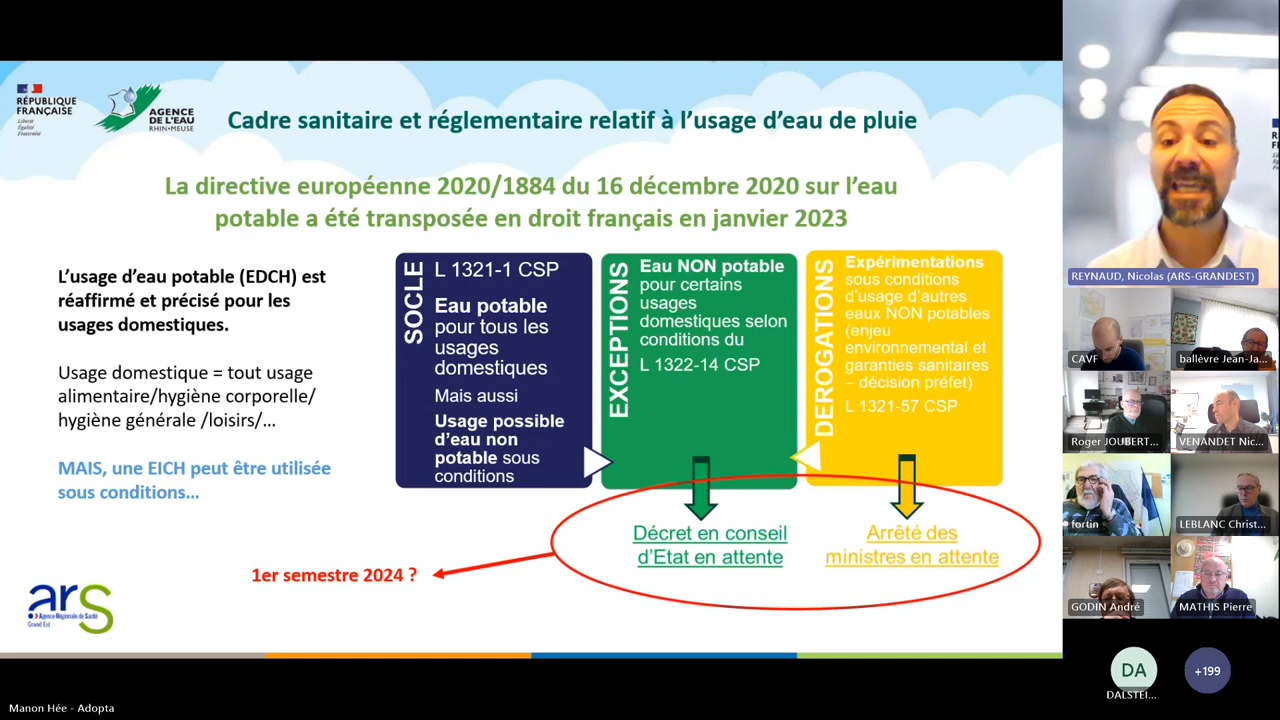 RÉPUBLIQUE
FRANÇAISE
Liberté
Égalité
Fraternité
AGENCE
DE L'EAU
RHIN-MEUSE
Cadre sanitaire et réglementaire relatif à l'usage d'eau de pluie
La directive européenne 2020/1884 du 16 décembre 2020 sur l'eau
potable a été transposée en droit français en janvier 2023
L'usage d'eau potable (EDCH) est
réaffirmé et précisé pour les
usages domestiques.
Usage domestique = tout usage
alimentaire/hygiène corporelle/
hygiène générale /loisirs/...
MAIS, une EICH peut être utilisée
sous conditions...
SOCLE
L 1321-1 CSP
Eau potable
pour tous les
usages
domestiques
Mais aussi
Usage possible
d'eau non
potable sous
conditions
EXCEPTIONS
Eau NON potable
pour certains
usages
domestiques selon
conditions du
L 1322-14 CSP
DEROGATIONS
Expérimentations
sous conditions
d'usage d'autres
eaux NON potables
(enjeu
environnemental et
garanties sanitaires
– décision préfet)
L 1321-57 CSP
Décret en conseil
d'Etat en attente
Arrêté des
ministres en attente
1er semestre 2024 ?
ars
Agence Régionale de Santé
Grand Est
Manon Hée - Adopta
REYNAUD, Nicolas (ARS-GRANDEST)
CAVF
ballèvre Jean-Ja...
Roger JOUBERT...
VENANDET Nic...
fortin
LEBLANC Christ...
GODIN André
MATHIS Pierre
DA
DALSTEI...
+199